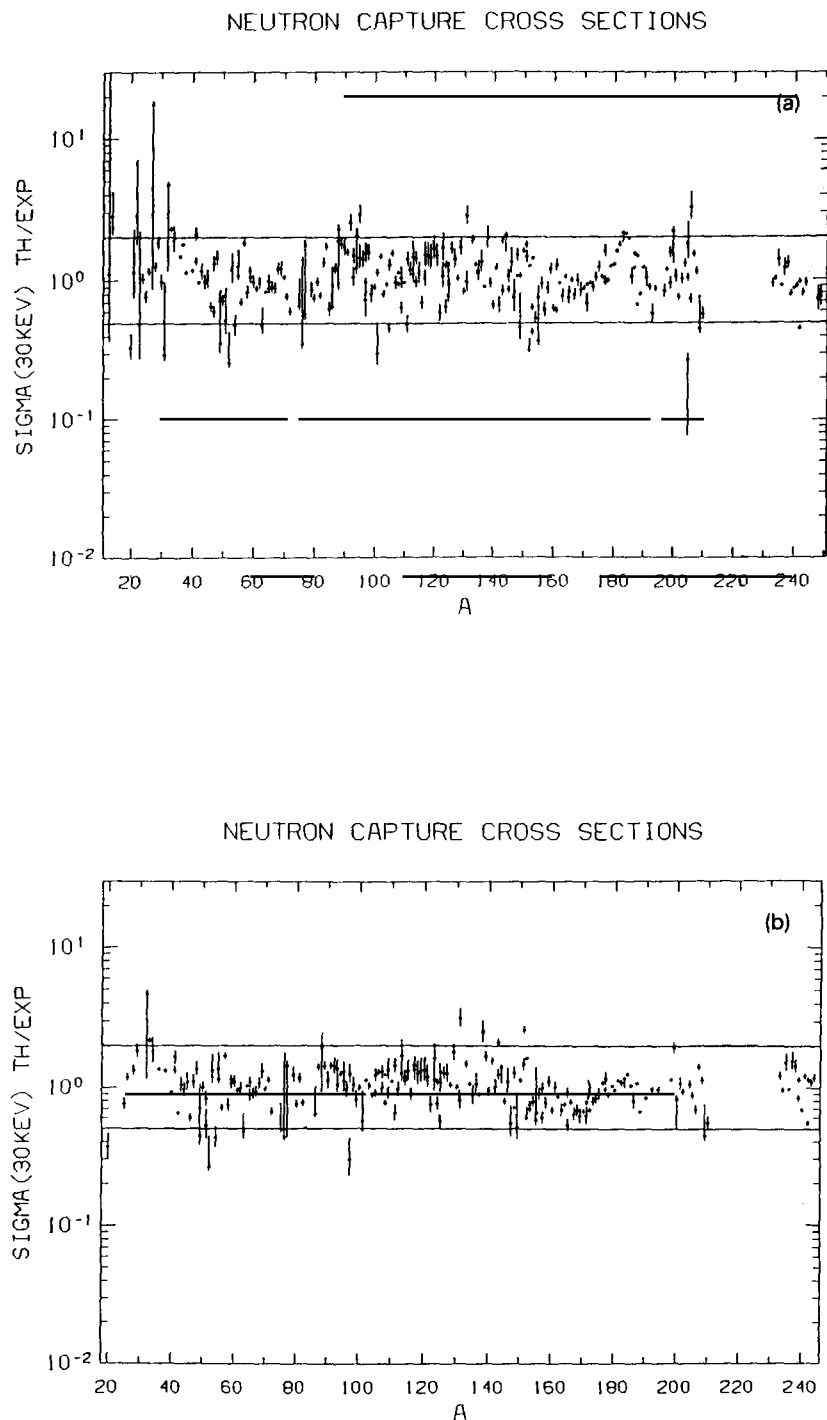 NEUTRON CAPTURE CROSS SECTIONS
(a)
SIGMA(30KEV) TH/EXP
10¹
10⁰
10⁻¹
10⁻²
20 40 60 80 100 120 140 160 180 200 220 240
A
NEUTRON CAPTURE CROSS SECTIONS
(b)
SIGMA(30KEV) TH/EXP
10¹
10⁰
10⁻¹
10⁻²
20 40 60 80 100 120 140 160 180 200 220 240
A